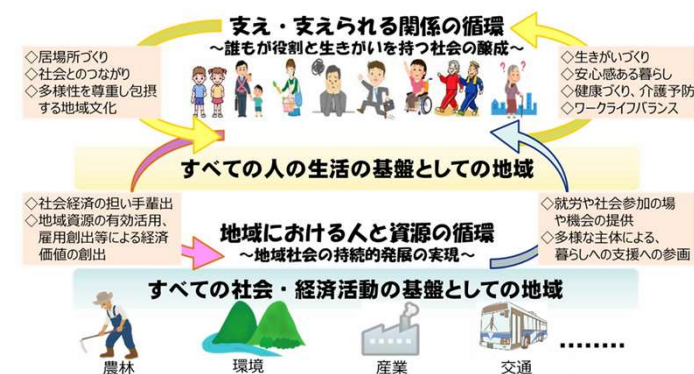 支え・支えられる関係の循環
～誰もが役割と生きがいを持つ社会の醸成～
◇居場所づくり
◇社会とのつながり
◇多様性を尊重し包摂
する地域文化
◇生きがいづくり
◇安心感ある暮らし
◇健康づくり、介護予防
◇ワークライフバランス
すべての人の生活の基盤としての地域
◇社会経済の担い手輩出
◇地域資源の有効活用、
雇用創出等による経済
価値の創出
◇就労や社会参加の場
や機会の提供
◇多様な主体による、
暮らしへの支援への参画
地域における人と資源の循環
～地域社会の持続的発展の実現～
すべての社会・経済活動の基盤としての地域
農林
環境
産業
交通